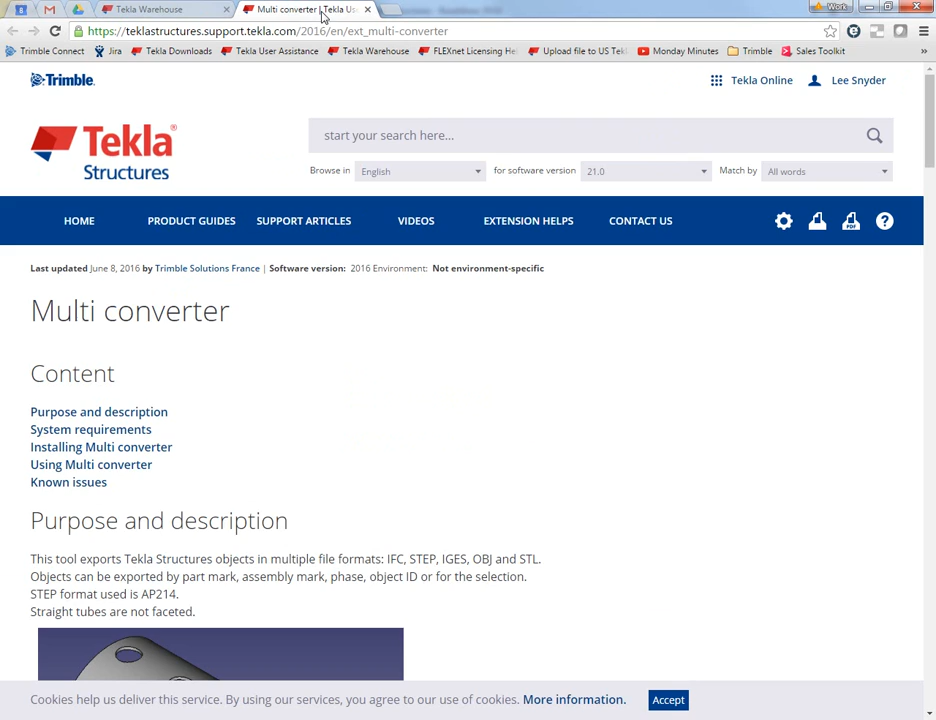 Tekla Warehouse
Multi converter | Tekla Us
Work
https://teklastructures.support.tekla.com/2016/en/ext_multi-converter
Trimble Connect Jira Tekla Downloads Tekla User Assistance Tekla Warehouse FLEXnet Licensing He Upload file to US Tekl Monday Minutes Trimble Sales Toolkit »
Trimble.
Tekla Online Lee Snyder
Tekla
Structures
start your search here...
Browse in English for software version 21.0 Match by All words
HOME PRODUCT GUIDES SUPPORT ARTICLES VIDEOS EXTENSION HELPS CONTACT US
Last updated June 8, 2016 by Trimble Solutions France | Software version: 2016 Environment: Not environment-specific
Multi converter
Content
Purpose and description
System requirements
Installing Multi converter
Using Multi converter
Known issues
Purpose and description
This tool exports Tekla Structures objects in multiple file formats: IFC, STEP, IGES, OBJ and STL.
Objects can be exported by part mark, assembly mark, phase, object ID or for the selection.
STEP format used is AP214.
Straight tubes are not faceted.
Cookies help us deliver this service. By using our services, you agree to our use of cookies. More information. Accept